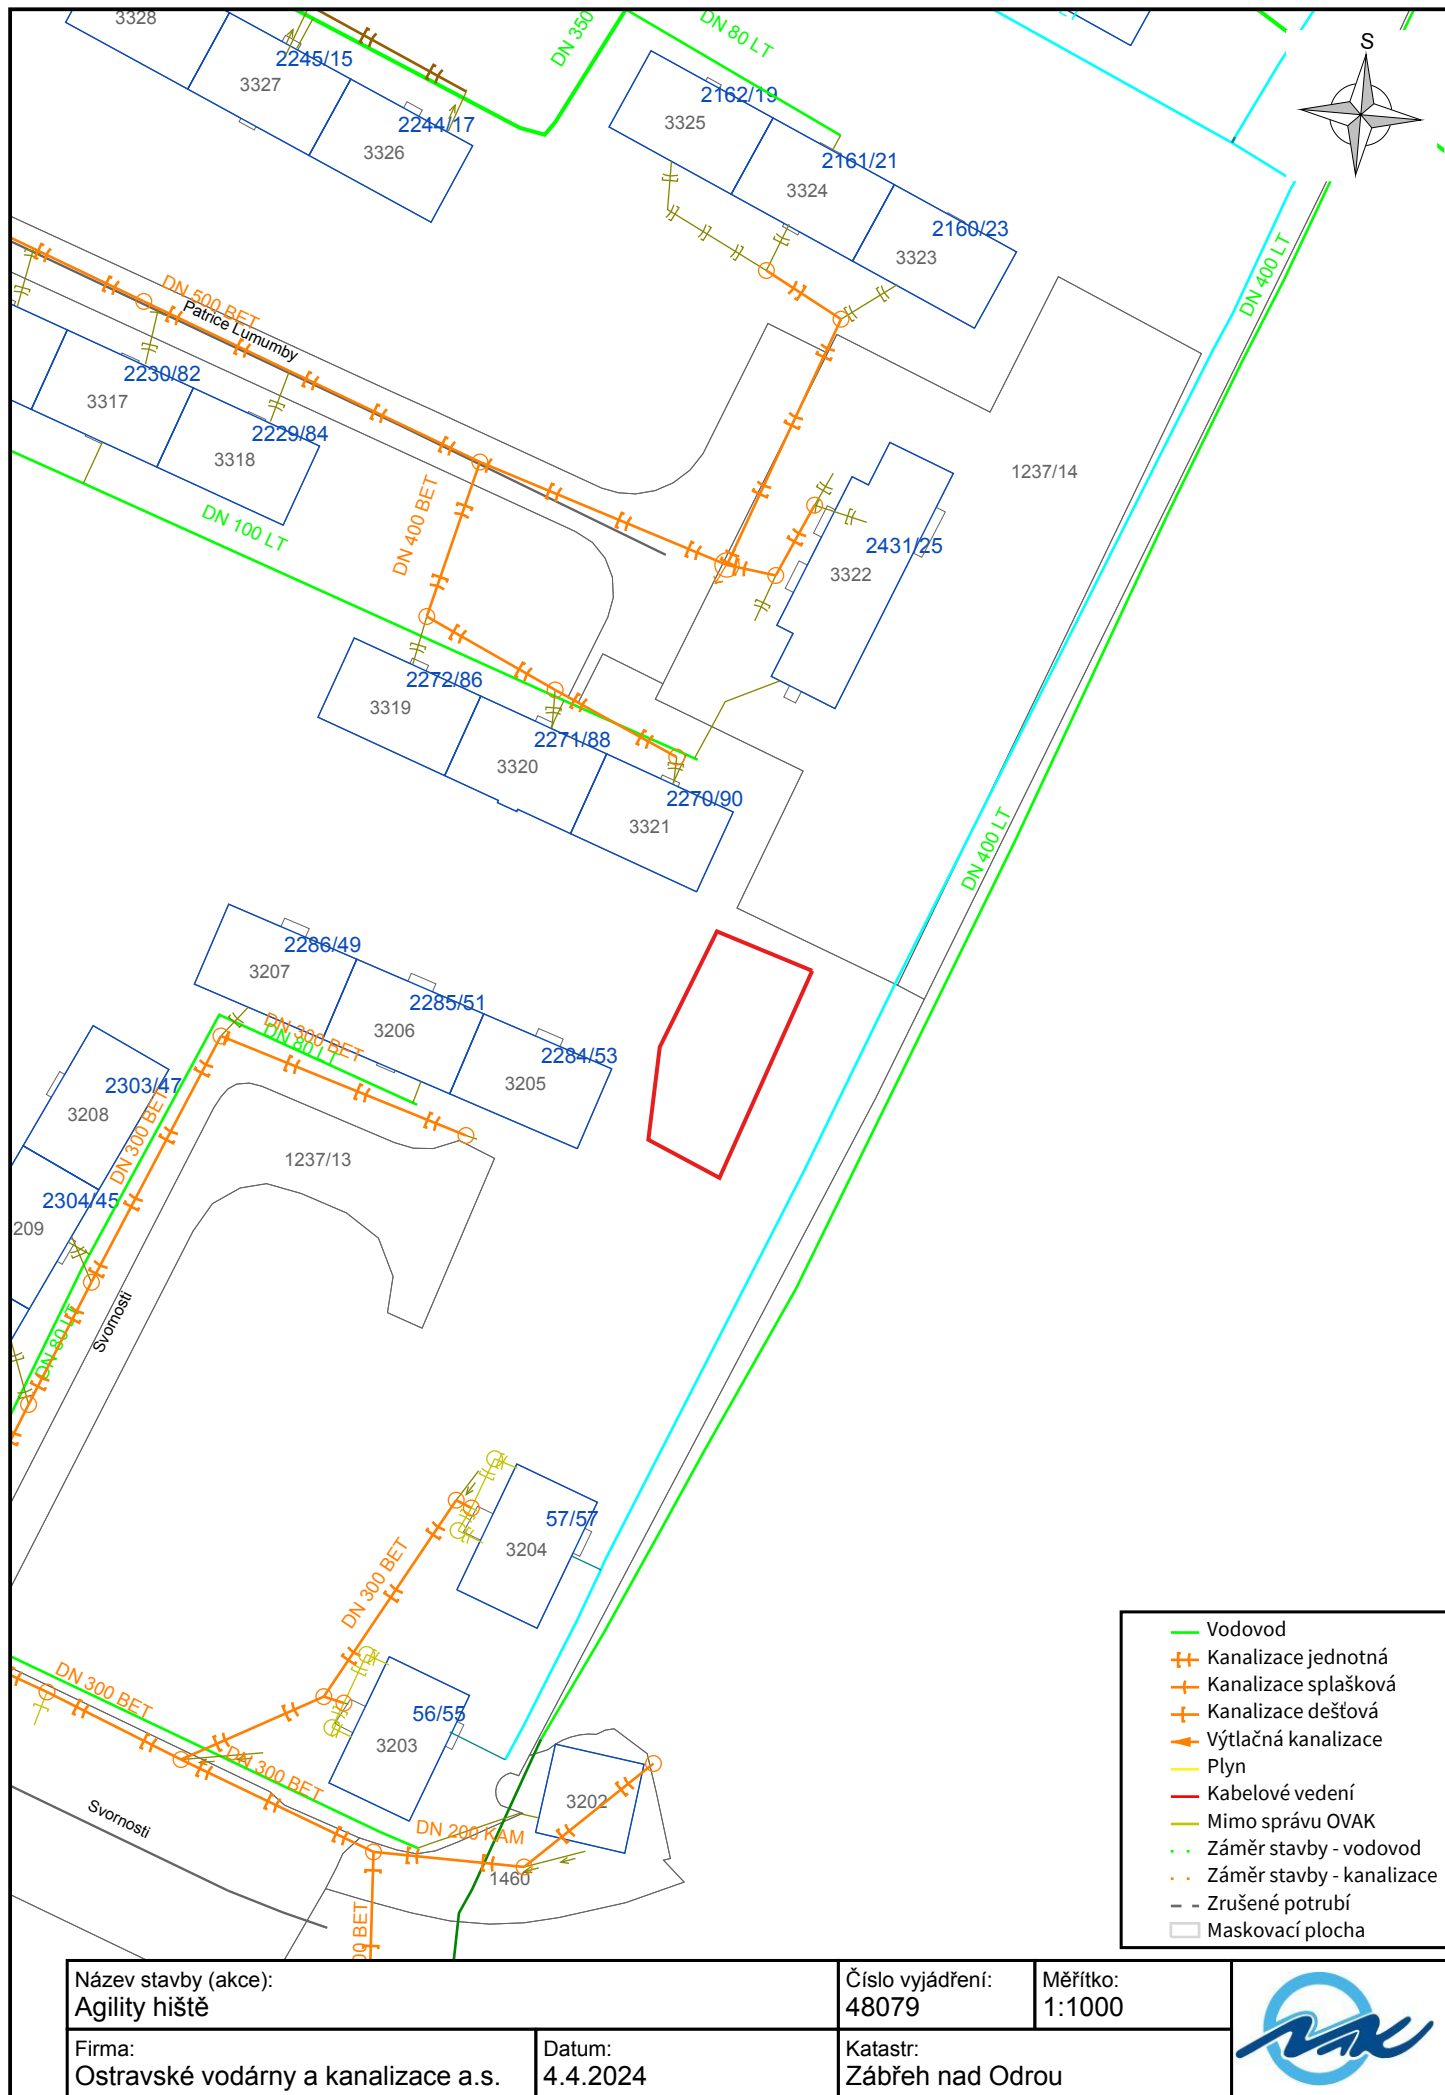 3328
DN 350
DN 80 LT
S
2245/15
3327
2162/19
3325
2244/17
3326
2161/21
3324
2160/23
3323
DN 400 LT
DN 500 BET
Patrice Lumumby
2230/82
3317
2229/84
3318
1237/14
DN 400 BET
DN 100 LT
2431/25
3322
2272/86
3319
2271/88
3320
2270/90
3321
DN 400 LT
2286/49
3207
2285/51
3206
DN 300 BET
DN 80 LT
2284/53
3205
2303/47
3208
DN 300 BET
1237/13
2304/45
209
Svornosti
DN 80 LT
57/57
3204
DN 300 BET
DN 300 BET
56/55
3203
DN 300 BET
3202
Svornosti
DN 200 KAM
1460
00 BET
Vodovod
Kanalizace jednotná
Kanalizace splašková
Kanalizace dešťová
Výtlačná kanalizace
Plyn
Kabelové vedení
Mimo správu OVAK
Záměr stavby - vodovod
Záměr stavby - kanalizace
Zrušené potrubí
Maskovací plocha
Název stavby (akce):
Agility hiště
Číslo vyjádření:
48079
Měřítko:
1:1000
Firma:
Ostravské vodárny a kanalizace a.s.
Datum:
4.4.2024
Katastr:
Zábřeh nad Odrou